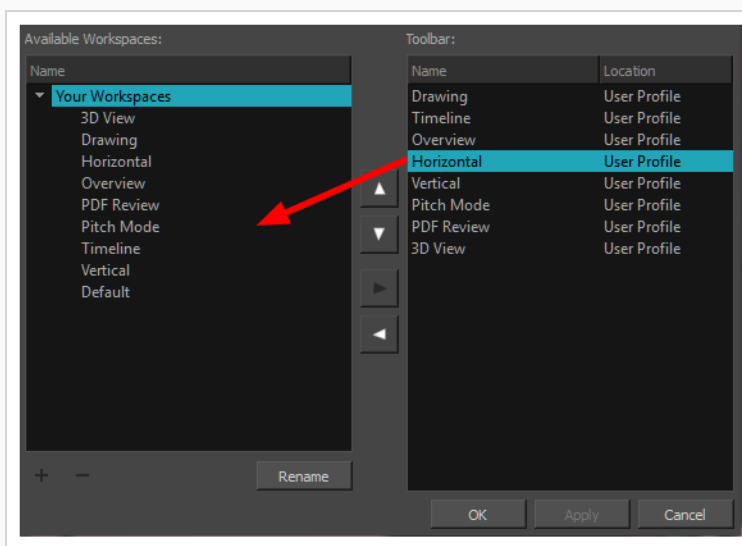 Available Workspaces:
Name
Your Workspaces
3D View
Drawing
Horizontal
Overview
PDF Review
Pitch Mode
Timeline
Vertical
Default
+ −
Rename
Toolbar:
Name Location
Drawing User Profile
Timeline User Profile
Overview User Profile
Horizontal User Profile
Vertical User Profile
Pitch Mode User Profile
PDF Review User Profile
3D View User Profile
OK Apply Cancel